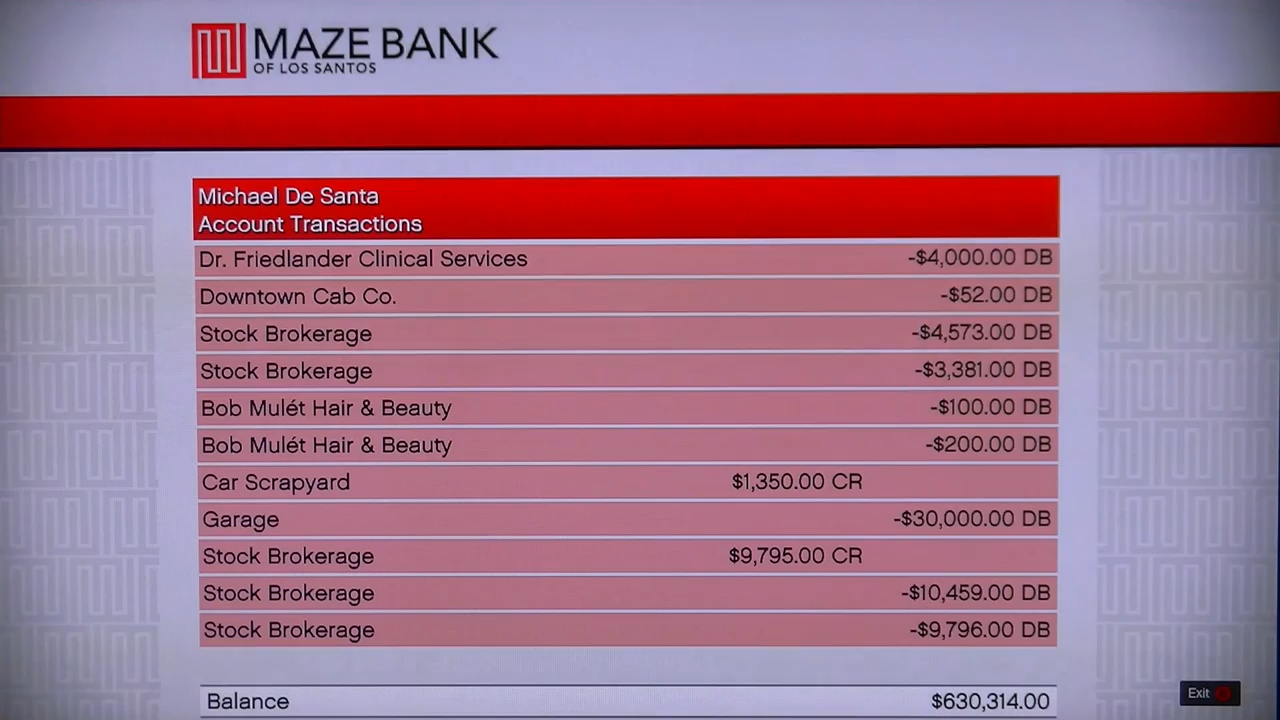 MAZE BANK
OF LOS SANTOS
Michael De Santa
Account Transactions
Dr. Friedlander Clinical Services -$4,000.00 DB
Downtown Cab Co. -$52.00 DB
Stock Brokerage -$4,573.00 DB
Stock Brokerage -$3,381.00 DB
Bob Mulét Hair & Beauty -$100.00 DB
Bob Mulét Hair & Beauty -$200.00 DB
Car Scrapyard $1,350.00 CR
Garage -$30,000.00 DB
Stock Brokerage $9,795.00 CR
Stock Brokerage -$10,459.00 DB
Stock Brokerage -$9,796.00 DB
Balance $630,314.00
Exit